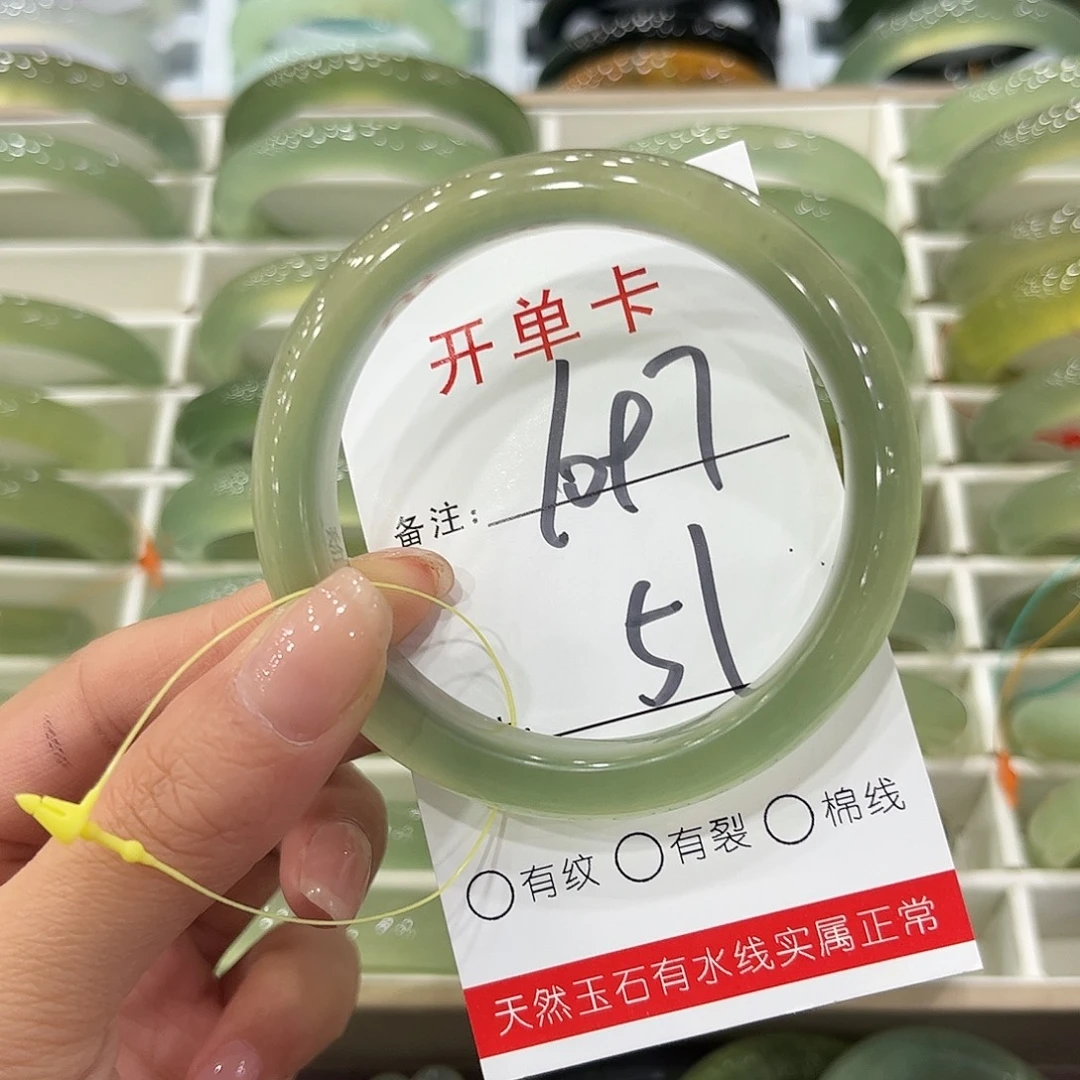 开单卡
备注:
51
有纹 有裂 棉线
天然玉石有水线实属正常